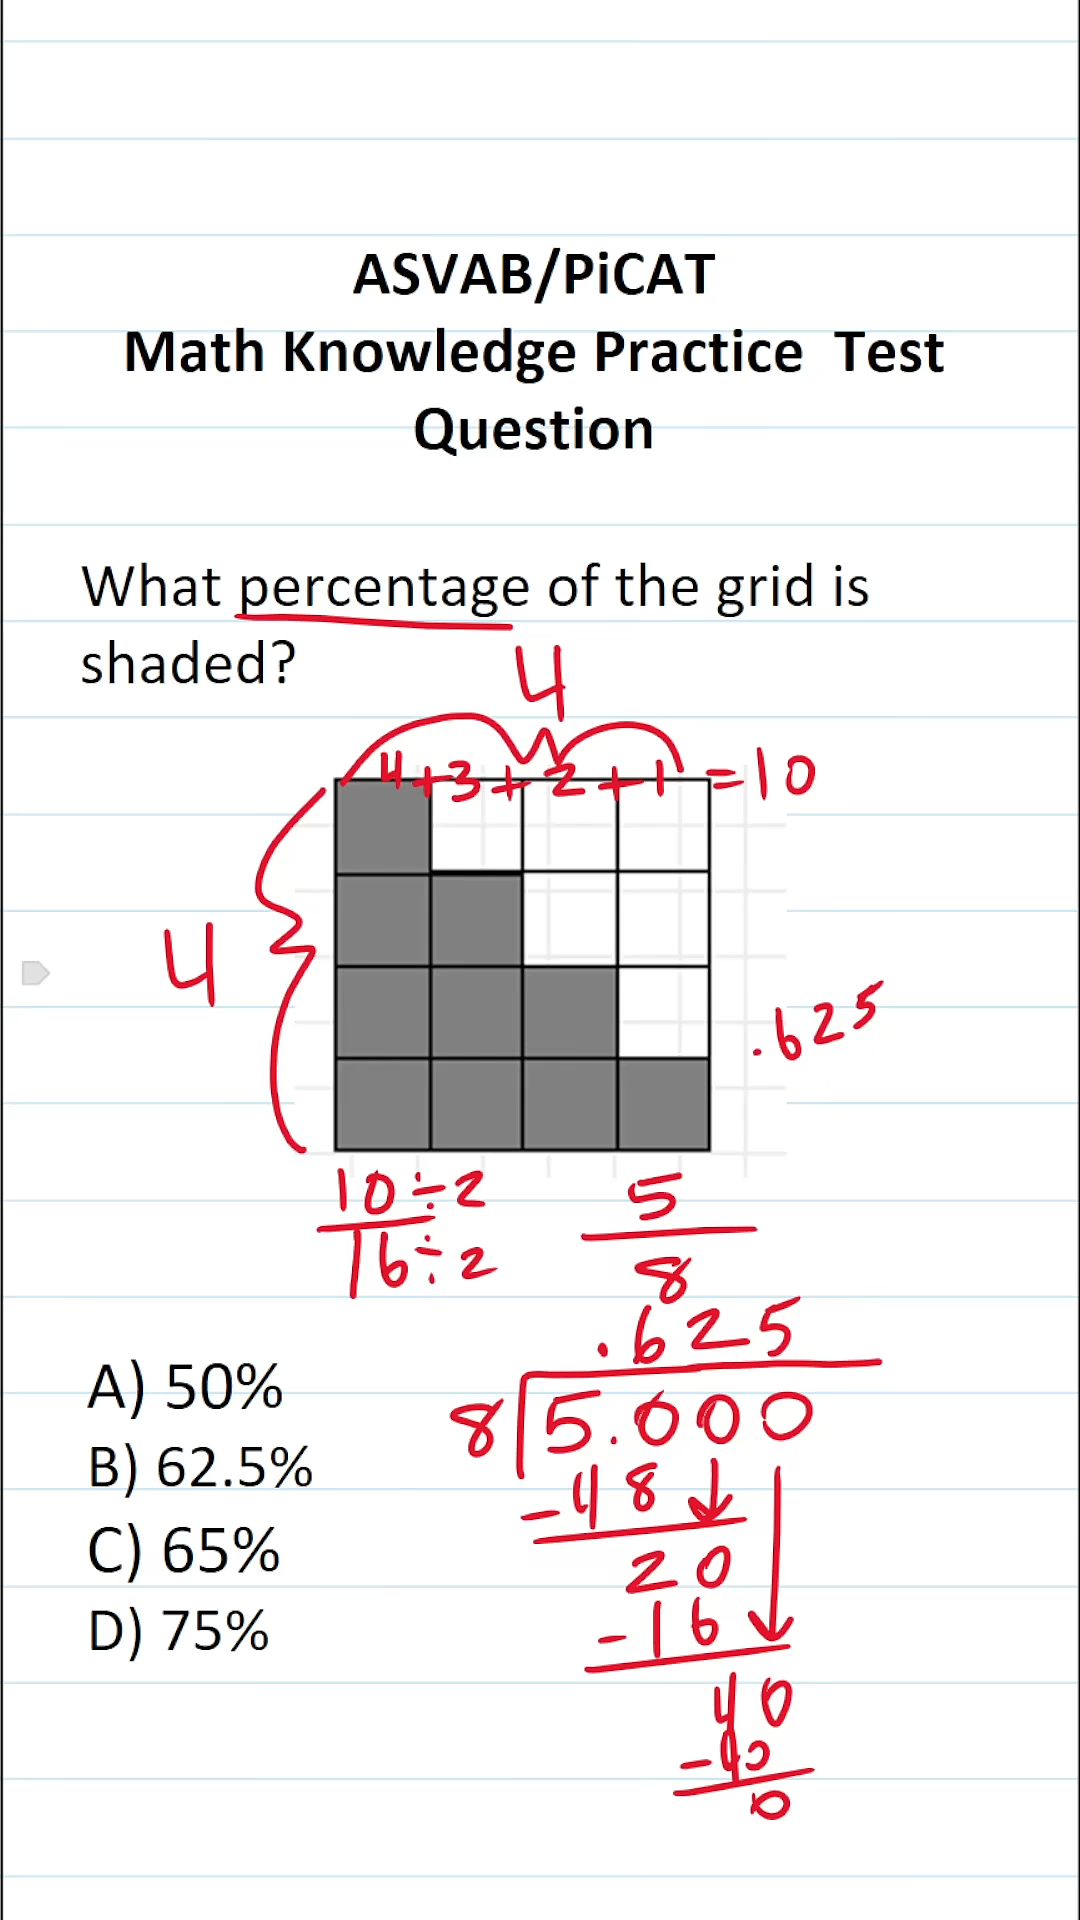 ASVAB/PiCAT
Math Knowledge Practice Test
Question
What percentage of the grid is
shaded?
4
4+3+2+1 =10
4
.625
10÷2
16÷2
5
8
.625
8 5.000
-48
20
-16
40
-40
0
A) 50%
B) 62.5%
C) 65%
D) 75%